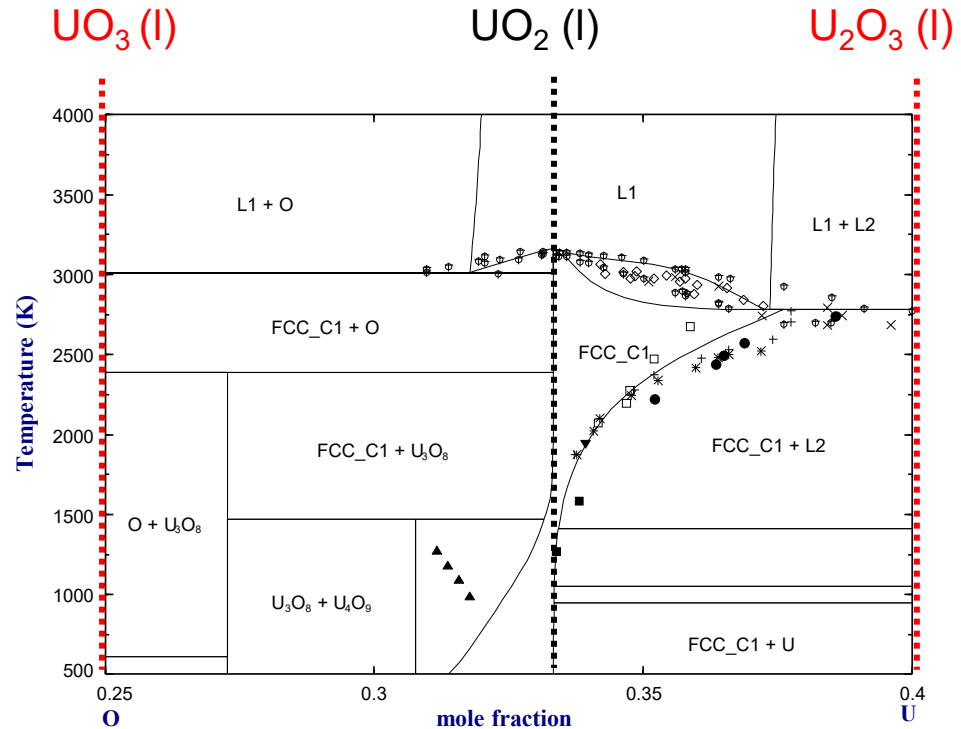 UO₃ (l) UO₂ (l) U₂O₃ (l)
4000
3500
3000
2500
2000
1500
1000
500
Temperature (K)
L1 + O
L1
L1 + L2
FCC_C1 + O
FCC_C1
FCC_C1 + U₃O₈
FCC_C1 + L2
O + U₃O₈
U₃O₈ + U₄O₉
FCC_C1 + U
0.25 0.3 0.35 0.4
O mole fraction U